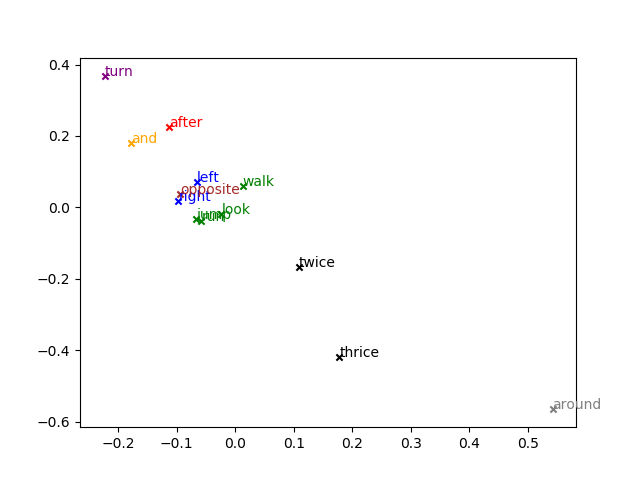 0.4
turn
after
0.2
and
left
walk
opposite
right
0.0
look
jump
run
twice
−0.2
thrice
−0.4
around
−0.6
−0.2 −0.1 0.0 0.1 0.2 0.3 0.4 0.5